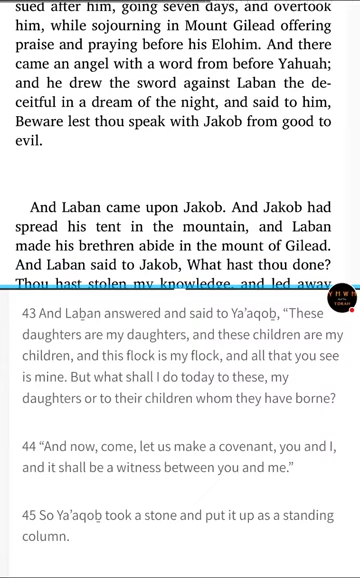 sued after him, going seven days, and overtook
him, while sojourning in Mount Gilead offering
praise and praying before his Elohim. And there
came an angel with a word from before Yahuah;
and he drew the sword against Laban the de-
ceitful in a dream of the night, and said to him,
Beware lest thou speak with Jakob from good to
evil.
And Laban came upon Jakob. And Jakob had
spread his tent in the mountain, and Laban
made his brethren abide in the mount of Gilead.
And Laban said to Jakob, What hast thou done?
Thou hast stolen my knowledge, and led away
43 And Laḇan answered and said to Ya’aqoḇ, “These
daughters are my daughters, and these children are my
children, and this flock is my flock, and all that you see
is mine. But what shall I do today to these, my
daughters or to their children whom they have borne?
44 “And now, come, let us make a covenant, you and I,
and it shall be a witness between you and me.”
45 So Ya’aqoḇ took a stone and put it up as a standing
column.